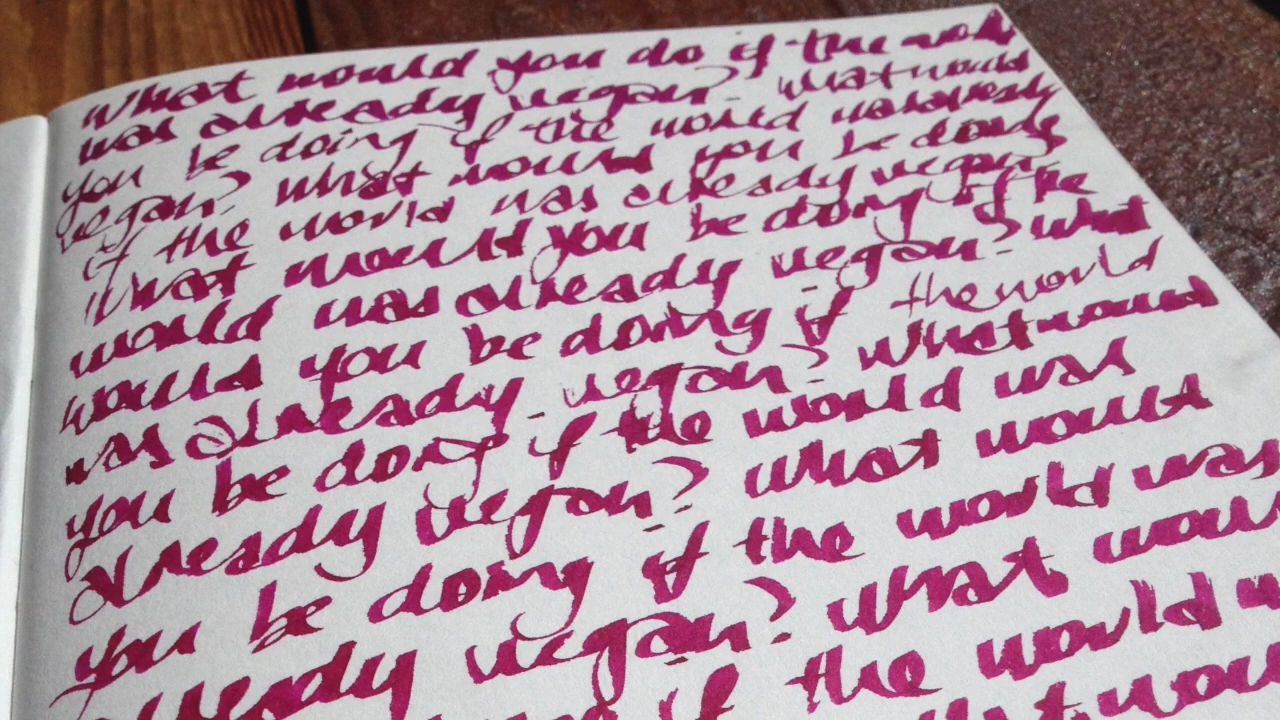 What would you do if the world
was already vegan? What would
you be doing if the world was already
vegan? What would you be doing
if the world was already vegan?
What would you be doing if the
world was already vegan? What
would you be doing if the world
was already vegan? What would
you be doing if the world was
already vegan? What would
you be doing if the world was
already vegan? What would
if the world